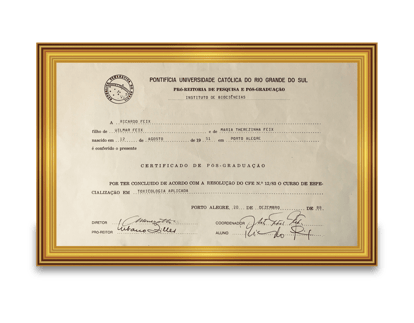 PONTIFÍCIA UNIVERSIDADE CATÓLICA DO RIO GRANDE DO SUL
PRÓ-REITORIA DE PESQUISA E PÓS-GRADUAÇÃO
INSTITUTO DE BIOCIÊNCIAS
A RICARDO FEIX
filho de VILMAR FEIX e de MARIA THEREZINHA FEIX
nascido em de AGOSTO de 19 em PORTO ALEGRE
é conferido o presente
CERTIFICADO DE PÓS-GRADUAÇÃO
POR TER CONCLUÍDO DE ACORDO COM A RESOLUÇÃO DO CFE N.º 12/83 O CURSO DE ESPE-
CIALIZAÇÃO EM TOXICOLOGIA APLICADA
PORTO ALEGRE, DE DEZEMBRO DE
DIRETOR COORDENADOR
PRÓ-REITOR ALUNO